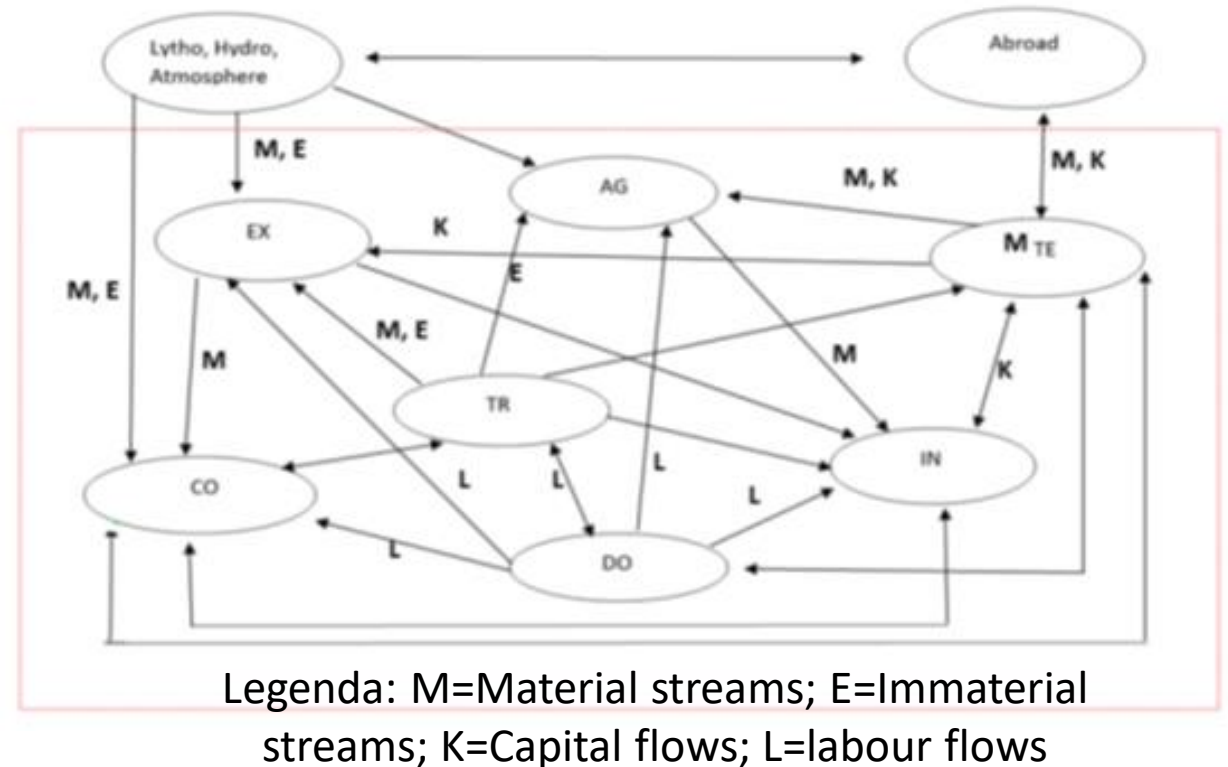 Lytho, Hydro,
Atmosphere
Abroad
M, E
M, K
AG
M, K
EX
K
M TE
E
M, E
M, E
M
M
K
TR
IN
CO
L
L
L
L
L
DO
Legenda: M=Material streams; E=Immaterial
streams; K=Capital flows; L=labour flows